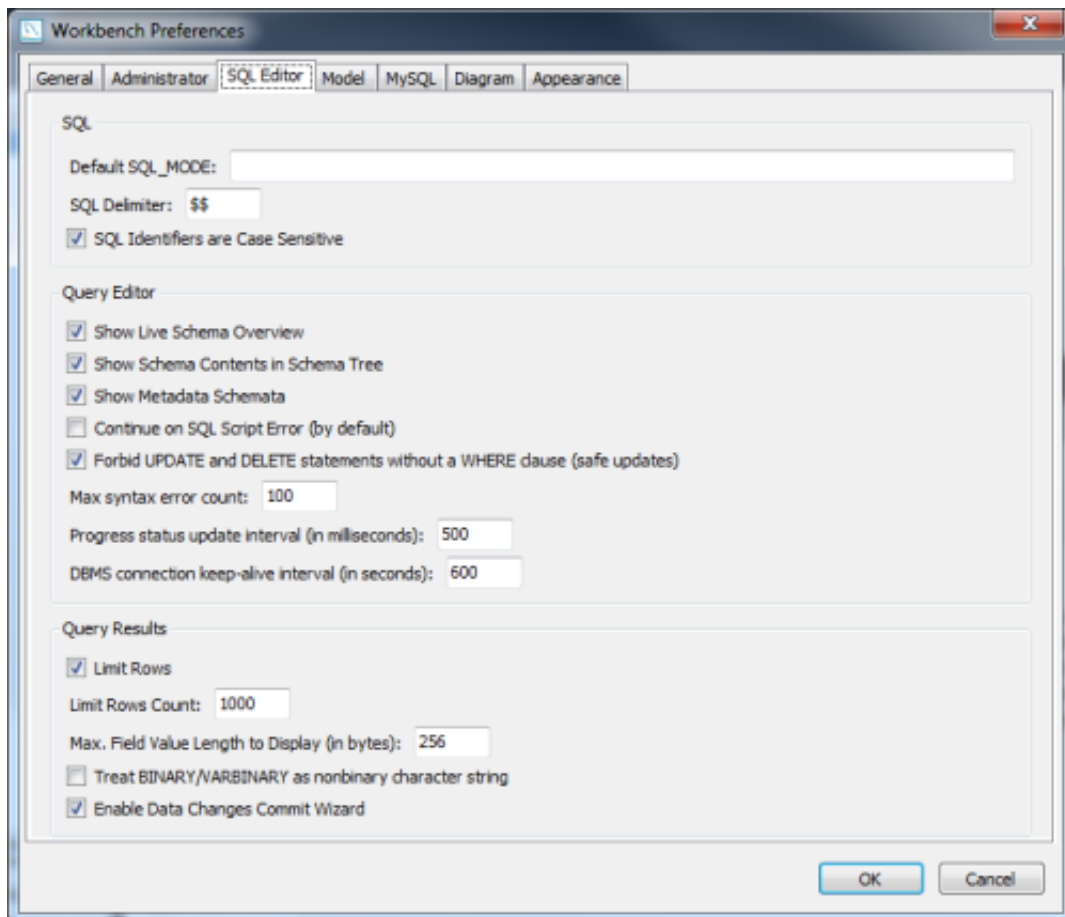 Workbench Preferences
General Administrator SQL Editor Model MySQL Diagram Appearance
SQL
Default SQL_MODE:
SQL Delimiter: $$
SQL Identifiers are Case Sensitive
Query Editor
Show Live Schema Overview
Show Schema Contents in Schema Tree
Show Metadata Schemata
Continue on SQL Script Error (by default)
Forbid UPDATE and DELETE statements without a WHERE clause (safe updates)
Max syntax error count: 100
Progress status update interval (in milliseconds): 500
DBMS connection keep-alive interval (in seconds): 600
Query Results
Limit Rows
Limit Rows Count: 1000
Max. Field Value Length to Display (in bytes): 256
Treat BINARY/VARBINARY as nonbinary character string
Enable Data Changes Commit Wizard
OK Cancel